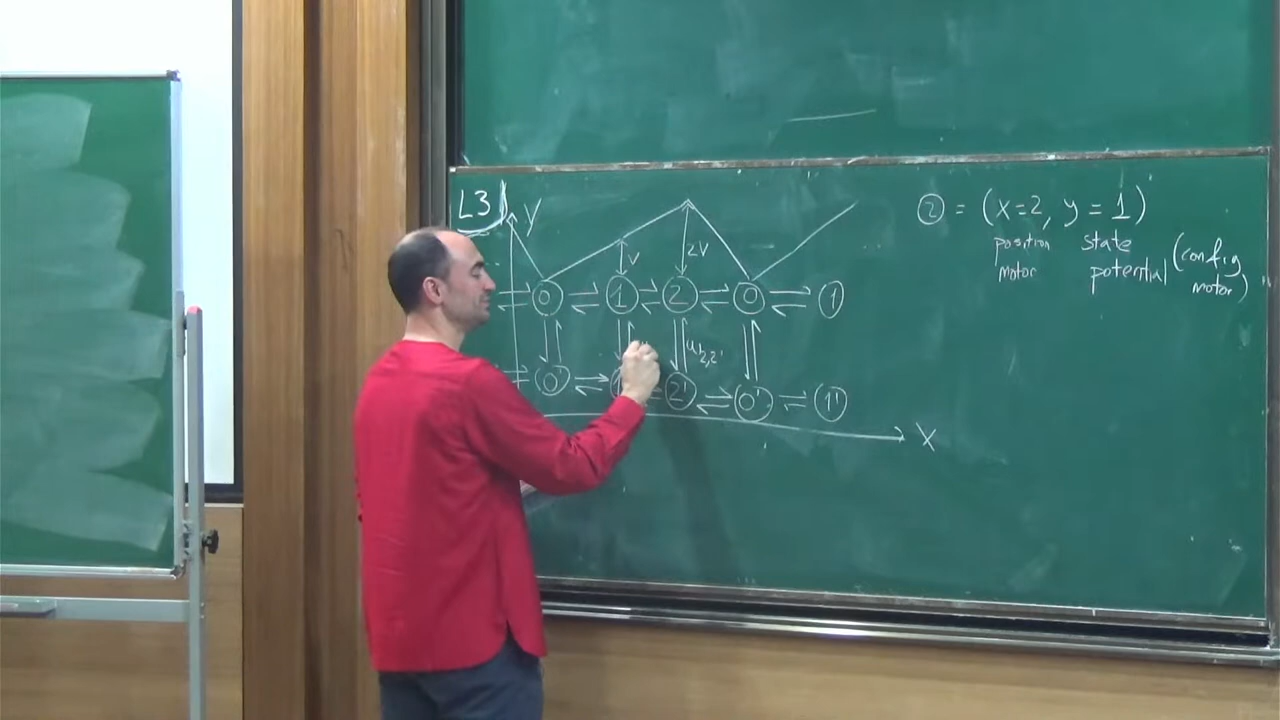 L3
y
② = (x=2, y=1)
position state (config
motor potential motor)
v 2v
0 1 2 0 1
u₂,₂'
0' 2' 0' 1'
x